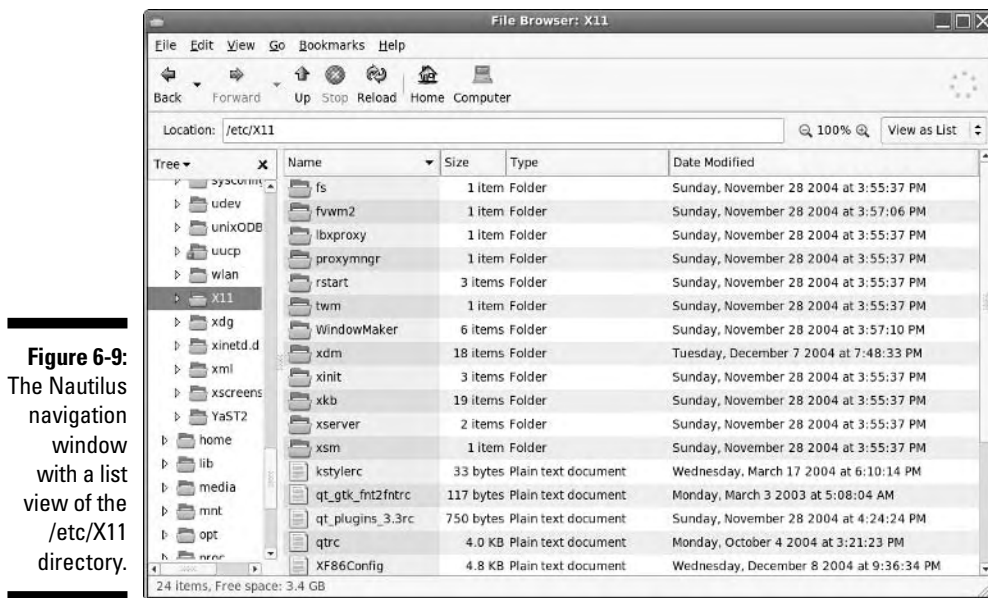 File Browser: X11
File Edit View Go Bookmarks Help
Back Forward Up Stop Reload Home Computer
Location: /etc/X11 100% View as List
Tree Name Size Type Date Modified
fs 1 item Folder Sunday, November 28 2004 at 3:55:37 PM
udev fvwm2 1 item Folder Sunday, November 28 2004 at 3:57:06 PM
unixODB lbxproxy 1 item Folder Sunday, November 28 2004 at 3:55:37 PM
uucp proxymngr 1 item Folder Sunday, November 28 2004 at 3:55:37 PM
wlan rstart 3 items Folder Sunday, November 28 2004 at 3:55:37 PM
X11 twm 1 item Folder Sunday, November 28 2004 at 3:55:37 PM
xdg WindowMaker 6 items Folder Sunday, November 28 2004 at 3:57:10 PM
xinetd.d xdm 18 items Folder Tuesday, December 7 2004 at 7:48:33 PM
xml xinit 3 items Folder Sunday, November 28 2004 at 3:55:37 PM
xscreens xkb 19 items Folder Sunday, November 28 2004 at 3:55:37 PM
YaST2 xserver 2 items Folder Sunday, November 28 2004 at 3:55:37 PM
home xsm 1 item Folder Sunday, November 28 2004 at 3:55:37 PM
lib kstylerc 33 bytes Plain text document Wednesday, March 17 2004 at 6:10:14 PM
media qt_gtk_fnt2fntrc 117 bytes Plain text document Monday, March 3 2003 at 5:08:04 AM
mnt qt_plugins_3.3rc 750 bytes Plain text document Sunday, November 28 2004 at 4:24:24 PM
opt qtrc 4.0 KB Plain text document Monday, October 4 2004 at 3:21:23 PM
proc XF86Config 4.8 KB Plain text document Wednesday, December 8 2004 at 9:36:34 PM
24 items, Free space: 3.4 GB
Figure 6-9:
The Nautilus
navigation
window
with a list
view of the
/etc/X11
directory.